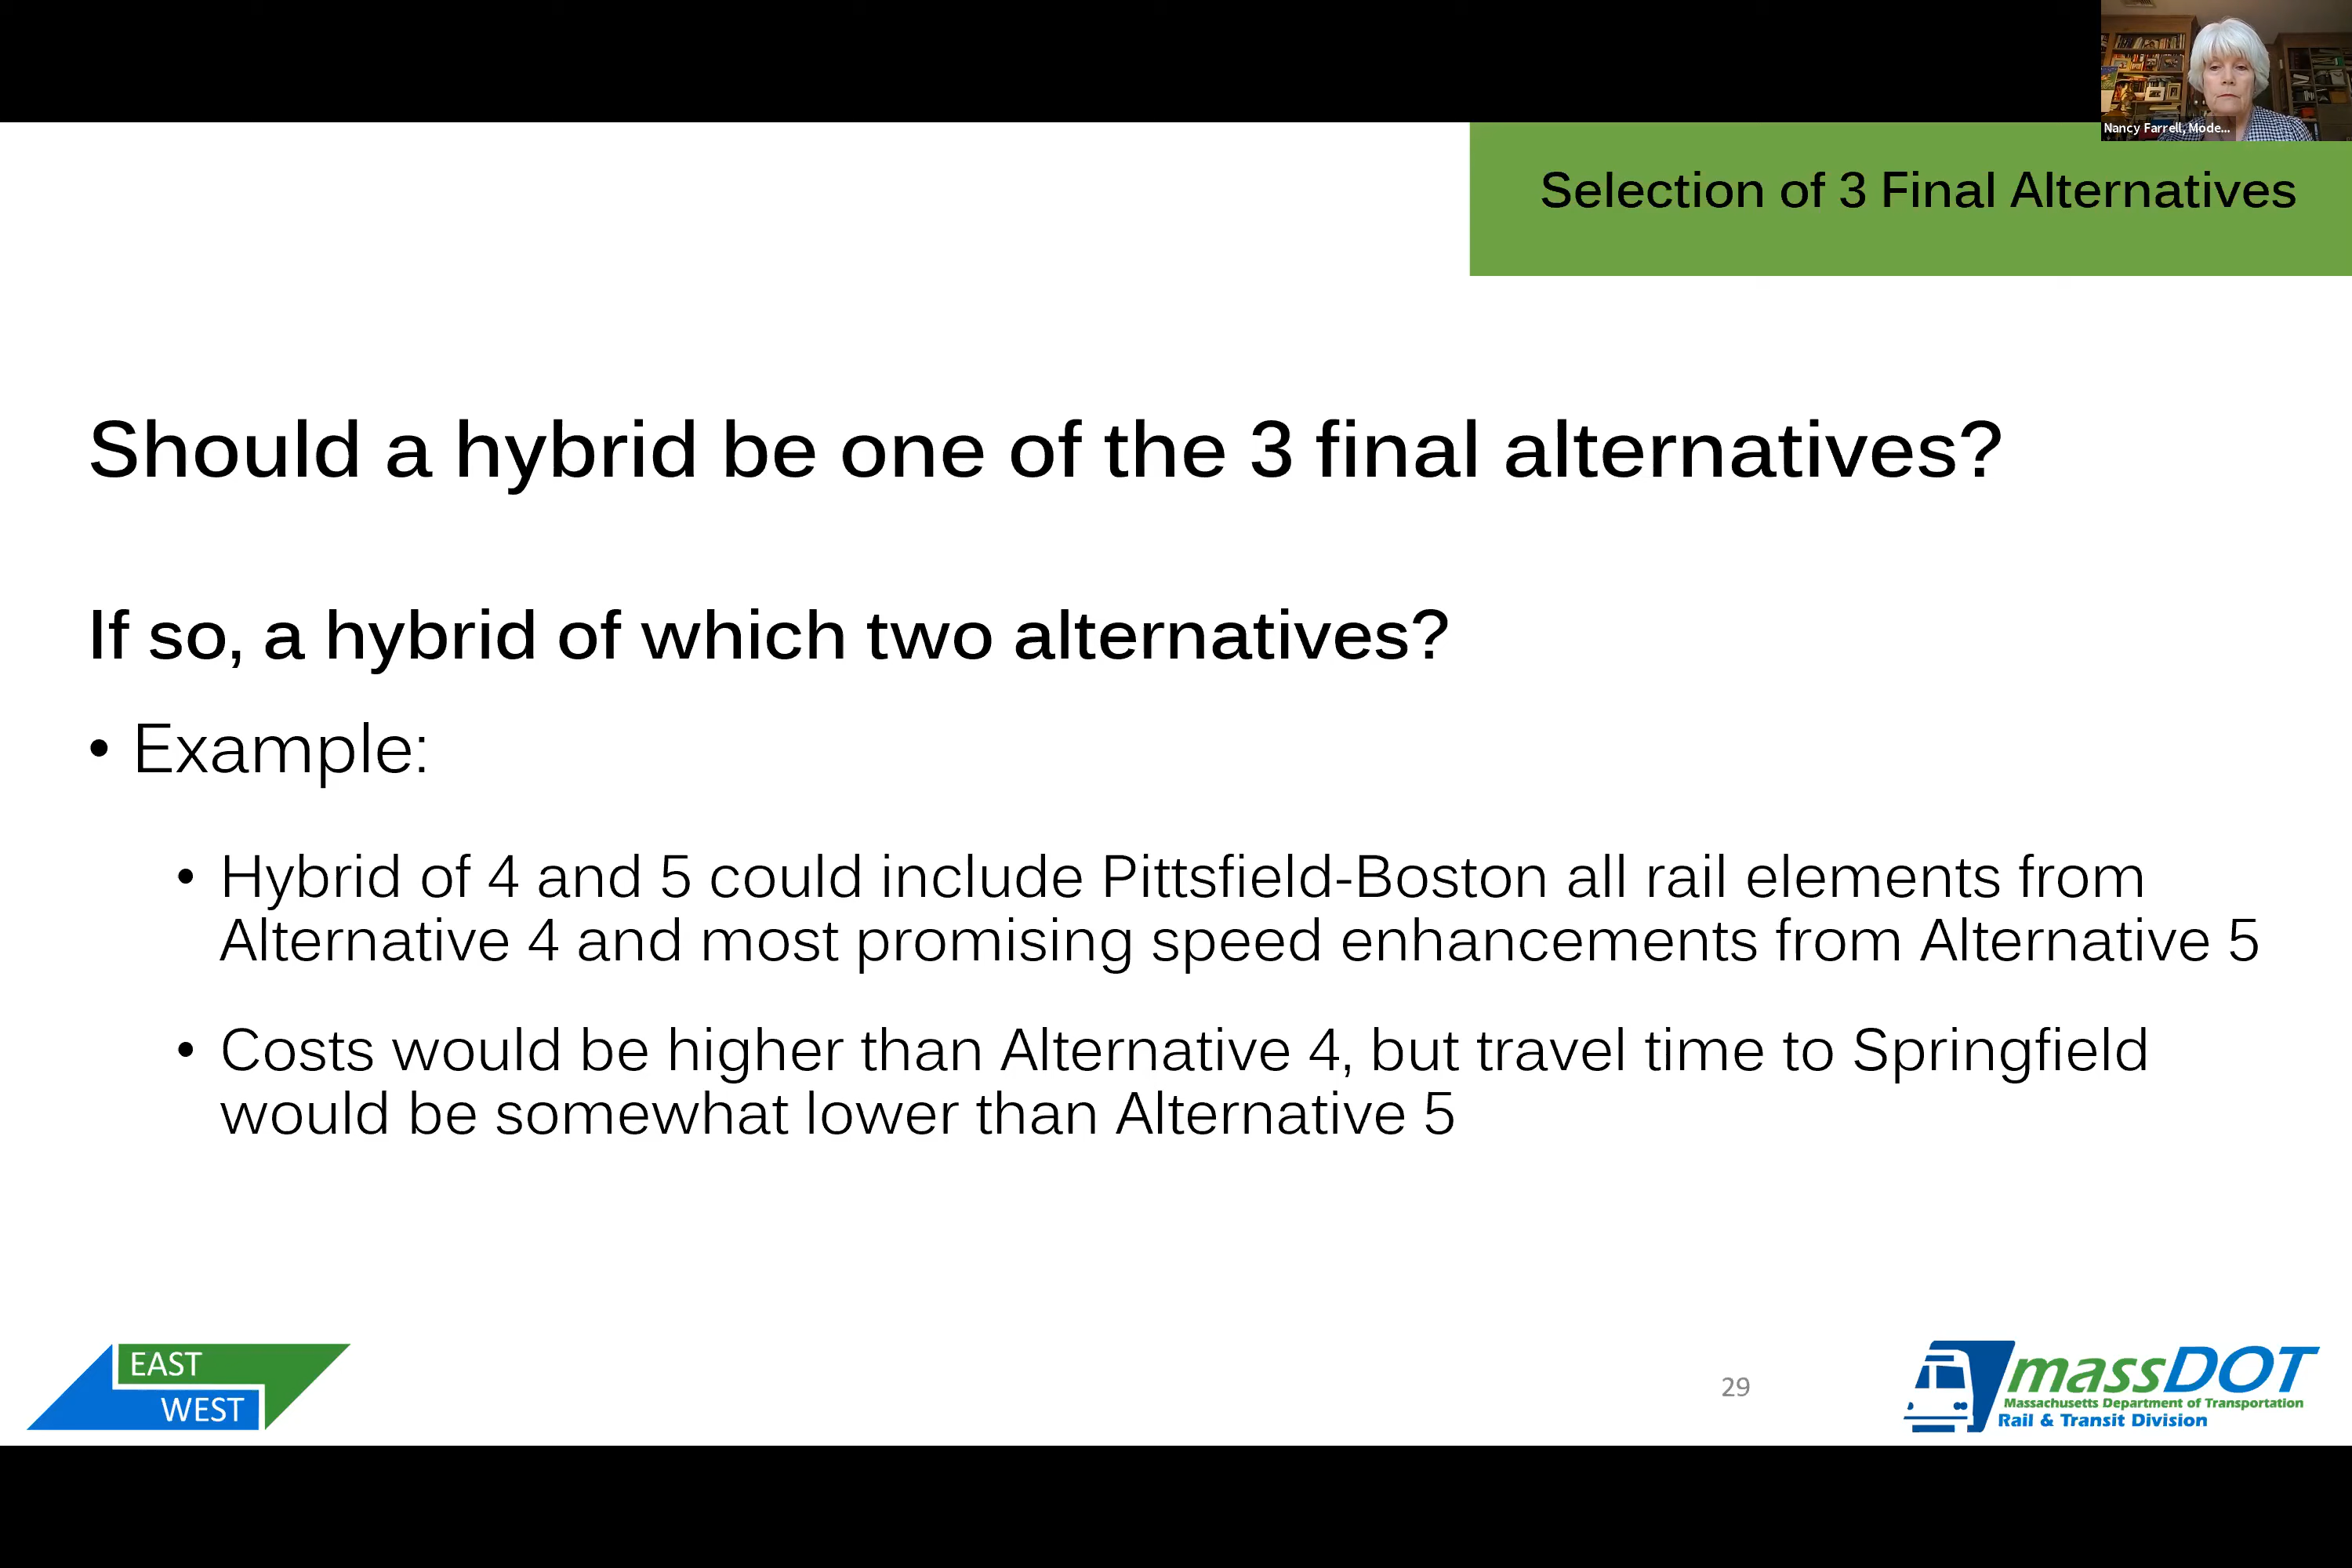 Nancy Farrell, Mode...
Selection of 3 Final Alternatives
Should a hybrid be one of the 3 final alternatives?
If so, a hybrid of which two alternatives?
• Example:
• Hybrid of 4 and 5 could include Pittsfield-Boston all rail elements from
Alternative 4 and most promising speed enhancements from Alternative 5
• Costs would be higher than Alternative 4, but travel time to Springfield
would be somewhat lower than Alternative 5
EAST
WEST
29
massDOT
Massachusetts Department of Transportation
Rail & Transit Division